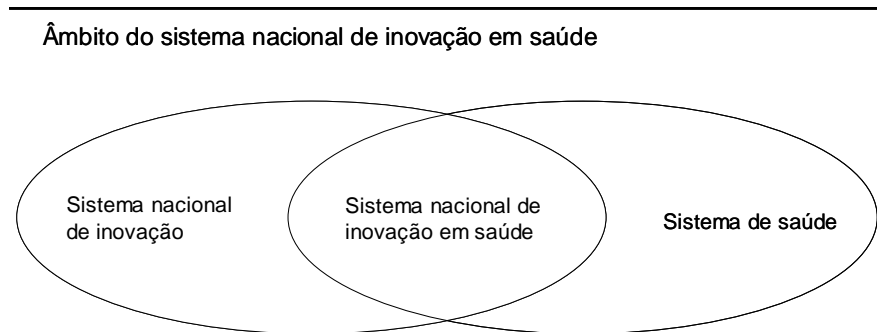 Âmbito do sistema nacional de inovação em saúde
Sistema nacional
de inovação
Sistema nacional de
inovação em saúde
Sistema de saúde